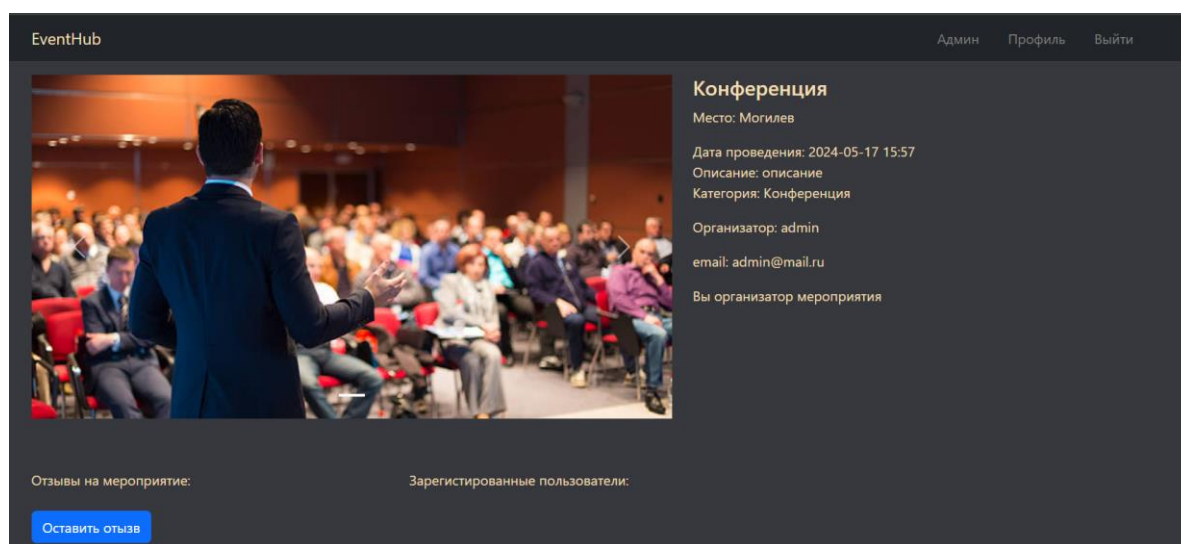 EventHub
Админ Профиль Выйти
Конференция
Место: Могилев
Дата проведения: 2024-05-17 15:57
Описание: описание
Категория: Конференция
Организатор: admin
email: admin@mail.ru
Вы организатор мероприятия
Отзывы на мероприятие:
Зарегистированные пользователи:
Оставить отызв